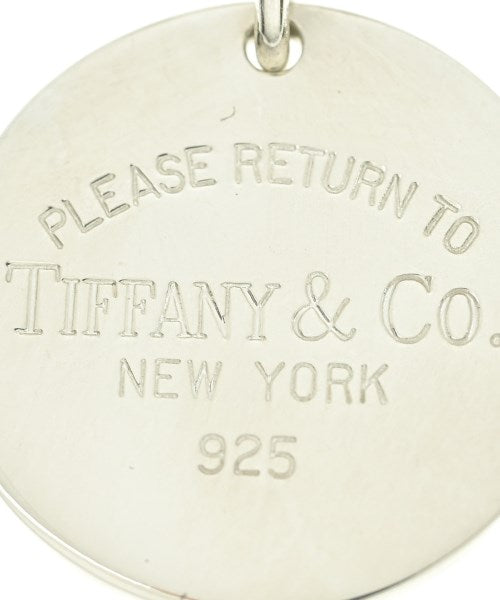 PLEASE RETURN TO
TIFFANY & CO.
NEW YORK
925